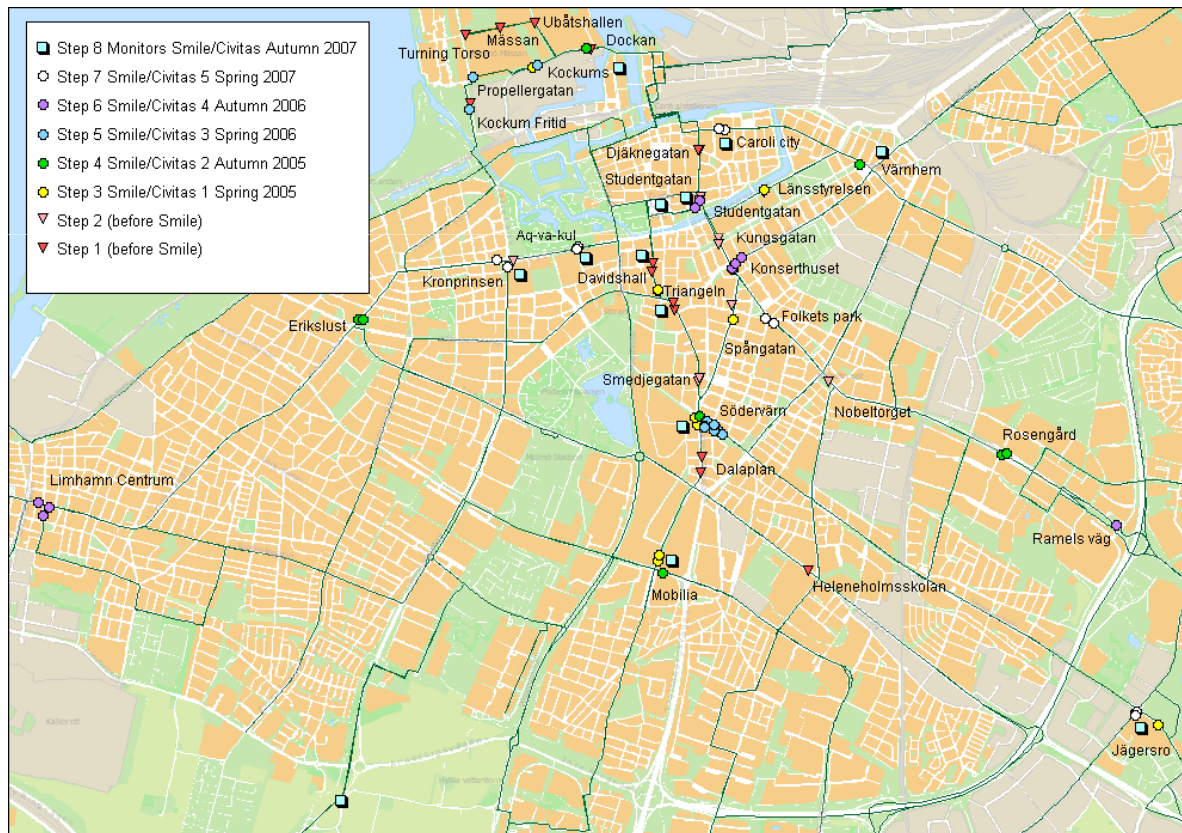 Step 8 Monitors Smile/Civitas Autumn 2007
Step 7 Smile/Civitas 5 Spring 2007
Step 6 Smile/Civitas 4 Autumn 2006
Step 5 Smile/Civitas 3 Spring 2006
Step 4 Smile/Civitas 2 Autumn 2005
Step 3 Smile/Civitas 1 Spring 2005
Step 2 (before Smile)
Step 1 (before Smile)
Ubåtshallen
Mässan
Dockan
Turning Torso
Kockums
Propellergatan
Kockum Fritid
Centralstationen
Djäknegatan
Caroli city
Värnhem
Studentgatan
Länsstyrelsen
Studentgatan
Aq-va-kul
Kungsgatan
Konserthuset
Kronprinsen
Davidshall
Triangeln
Folkets park
Erikslust
Spångatan
Smedjegatan
Nobeltorget
Södervärn
Rosengård
Malmö Stadion
Dalaplan
Limhamn Centrum
Ramels väg
Heleneholmsskolan
Mobilia
Kalkbrott
Jägersro